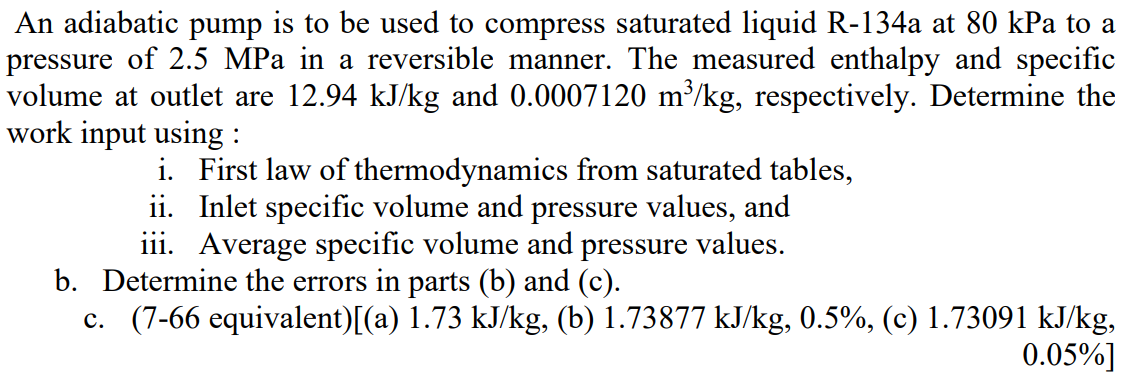 An adiabatic pump is to be used to compress saturated liquid R-134a at 80 kPa to a
pressure of 2.5 MPa in a reversible manner. The measured enthalpy and specific
volume at outlet are 12.94 kJ/kg and 0.0007120 m³/kg, respectively. Determine the
work input using :
i. First law of thermodynamics from saturated tables,
ii. Inlet specific volume and pressure values, and
iii. Average specific volume and pressure values.
b. Determine the errors in parts (b) and (c).
c. (7-66 equivalent)[(a) 1.73 kJ/kg, (b) 1.73877 kJ/kg, 0.5%, (c) 1.73091 kJ/kg,
0.05%]